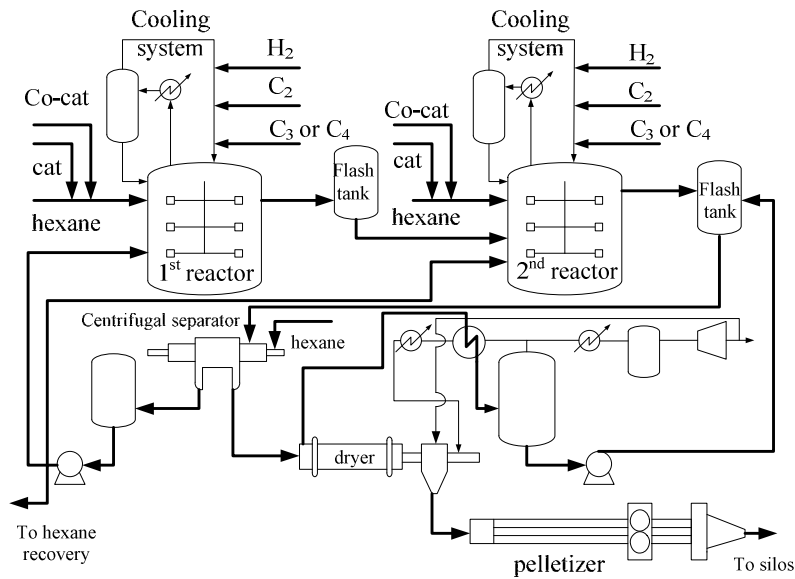 Cooling
system
H2
C2
C3 or C4
Co-cat
cat
hexane
1st reactor
Flash
tank
Cooling
system
H2
C2
C3 or C4
Co-cat
cat
hexane
2nd reactor
Flash
tank
Centrifugal separator
hexane
dryer
To hexane
recovery
pelletizer
To silos